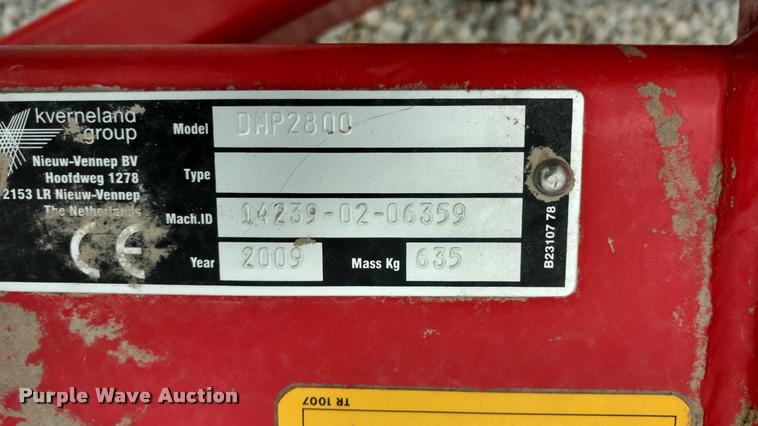 kverneland
group
Nieuw-Vennep BV
Hoofdweg 1278
2153 LR Nieuw-Vennep
The Netherlands
CE
Model DMP2800
Type
Mach.ID 14239-02-06359
Year 2009 Mass Kg 635
B23107 78
TR 1007
Purple Wave Auction